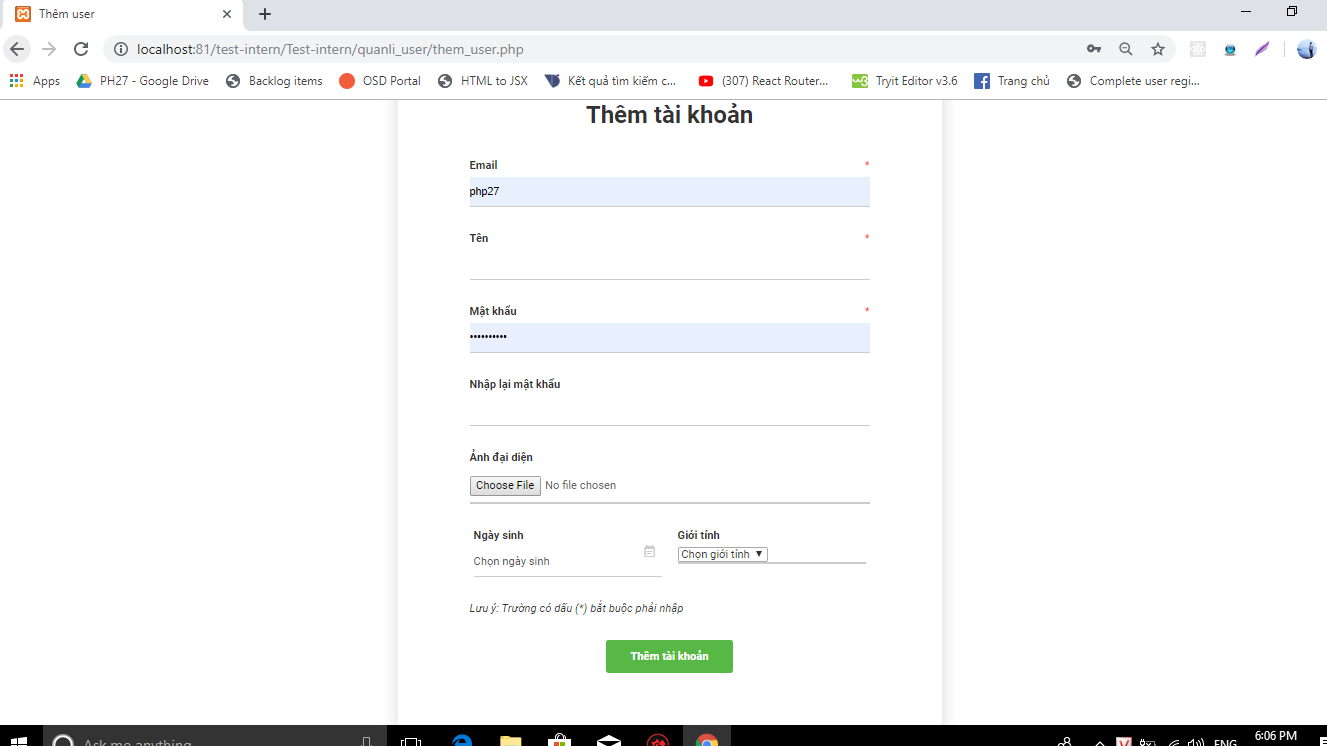 Thêm user
localhost:81/test-intern/Test-intern/quanli_user/them_user.php
Apps PH27 - Google Drive Backlog items OSD Portal HTML to JSX Kết quả tìm kiếm c... (307) React Router... Tryit Editor v3.6 Trang chủ Complete user regi...
Thêm tài khoản
Email *
php27
Tên *
Mật khẩu *
••••••••••
Nhập lại mật khẩu
Ảnh đại diện
Choose File No file chosen
Ngày sinh Giới tính
Chọn ngày sinh Chọn giới tính
Lưu ý: Trường có dấu (*) bắt buộc phải nhập
Thêm tài khoản
Ask me anything ENG 6:06 PM